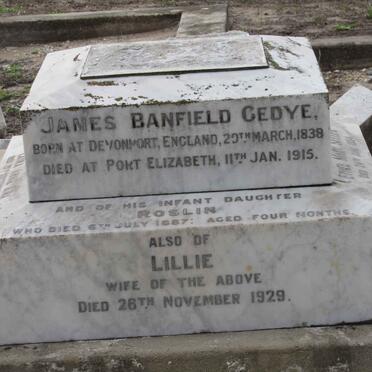 JAMES BANFIELD GEDYE,
BORN AT DEVONPORT, ENGLAND, 29TH MARCH, 1838
DIED AT PORT ELIZABETH, 11TH JAN. 1915.
AND OF HIS INFANT DAUGHTER
ROSLIN
WHO DIED 6TH JULY 1887: AGED FOUR MONTHS.
ALSO OF
LILLIE
WIFE OF THE ABOVE
DIED 26TH NOVEMBER 1929.